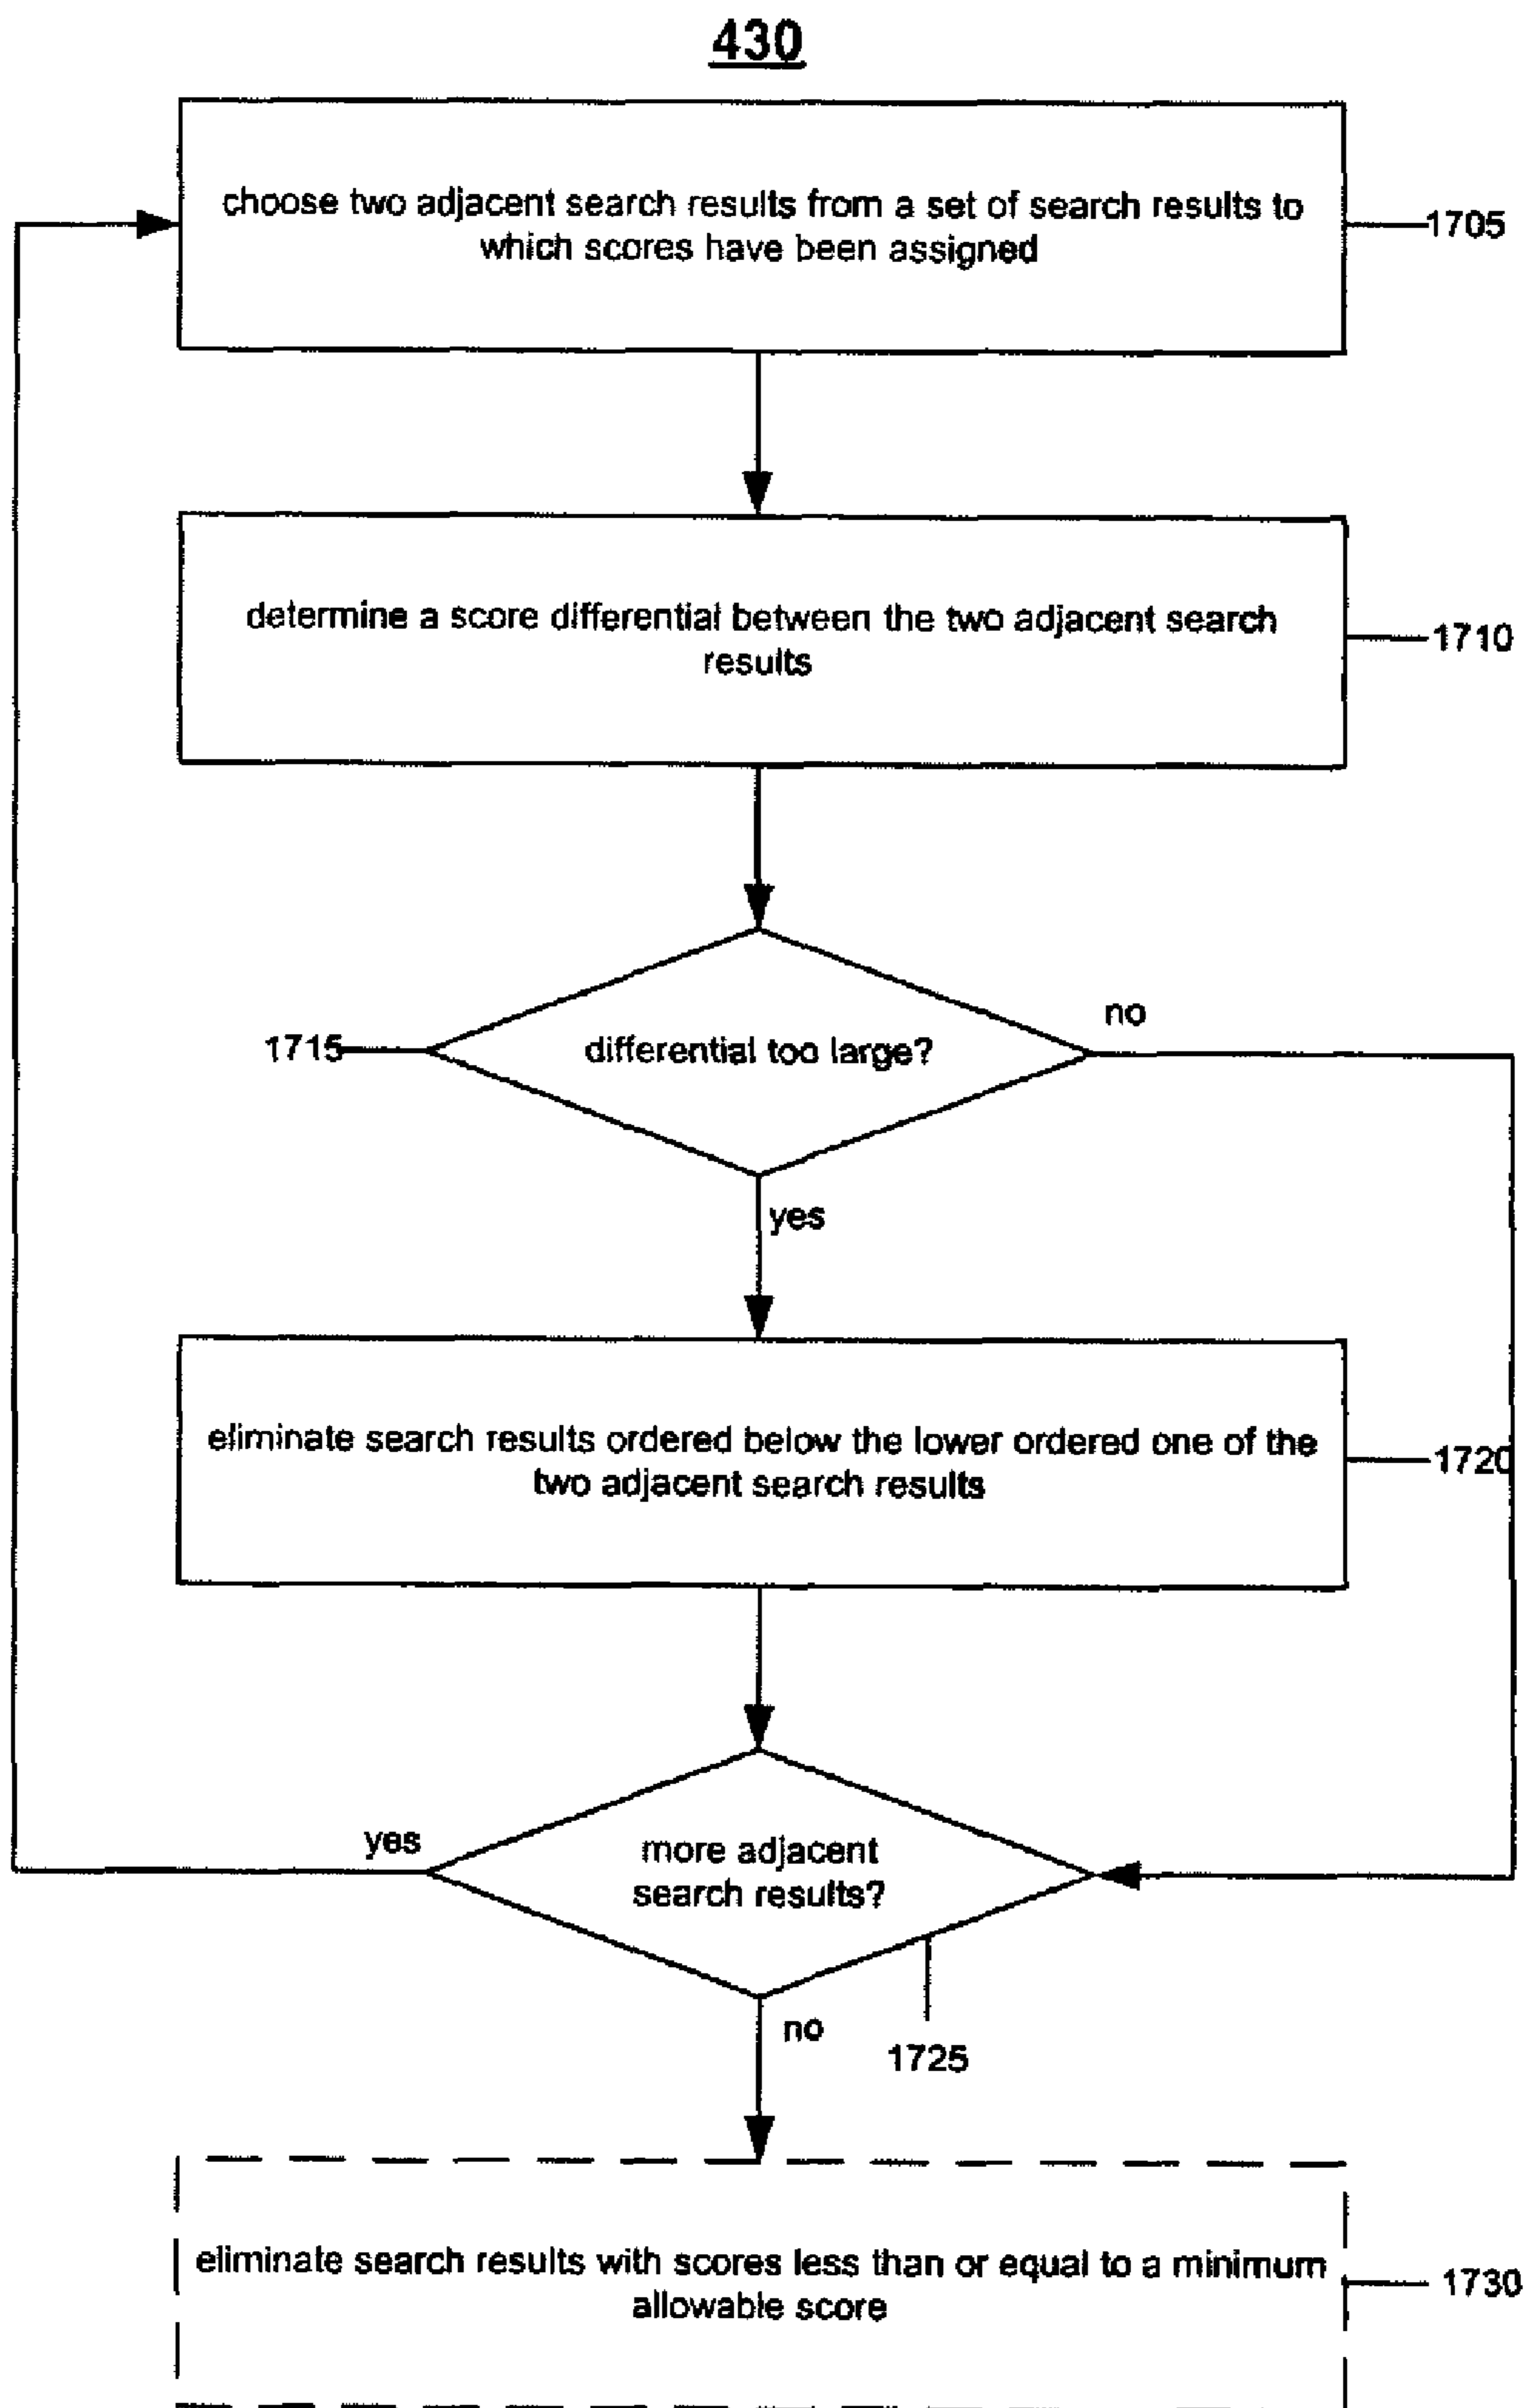 430
choose two adjacent search results from a set of search results to
which scores have been assigned
1705
determine a score differential between the two adjacent search
results
1710
no
1715
differential too large?
yes
eliminate search results ordered below the lower ordered one of the
two adjacent search results
1720
yes
more adjacent
search results?
no
1725
eliminate search results with scores less than or equal to a minimum
allowable score
1730